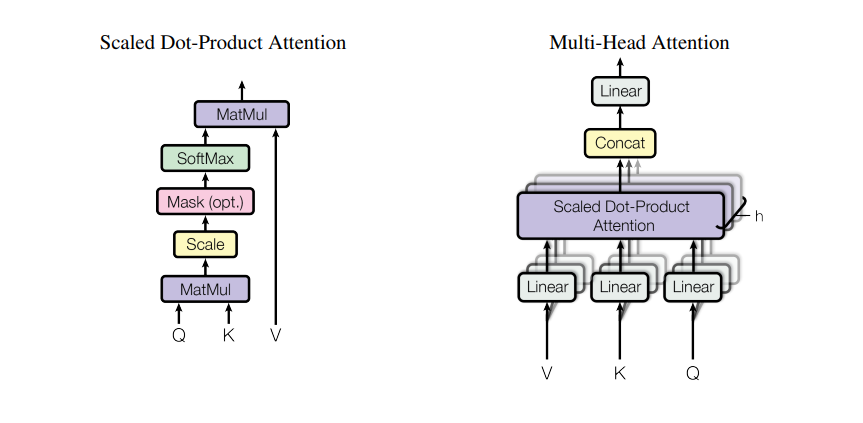 Scaled Dot-Product Attention
MatMul
SoftMax
Mask (opt.)
Scale
MatMul
Q K V
Multi-Head Attention
Linear
Concat
Scaled Dot-Product
Attention
h
Linear Linear Linear
V K Q